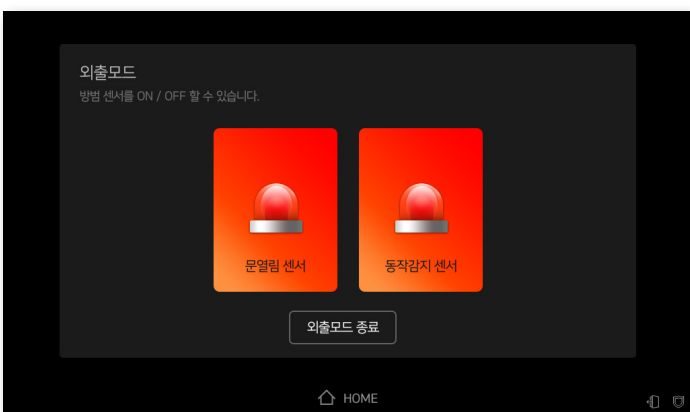 외출모드
방범 센서를 ON / OFF 할 수 있습니다.
문열림 센서
동작감지 센서
외출모드 종료
HOME